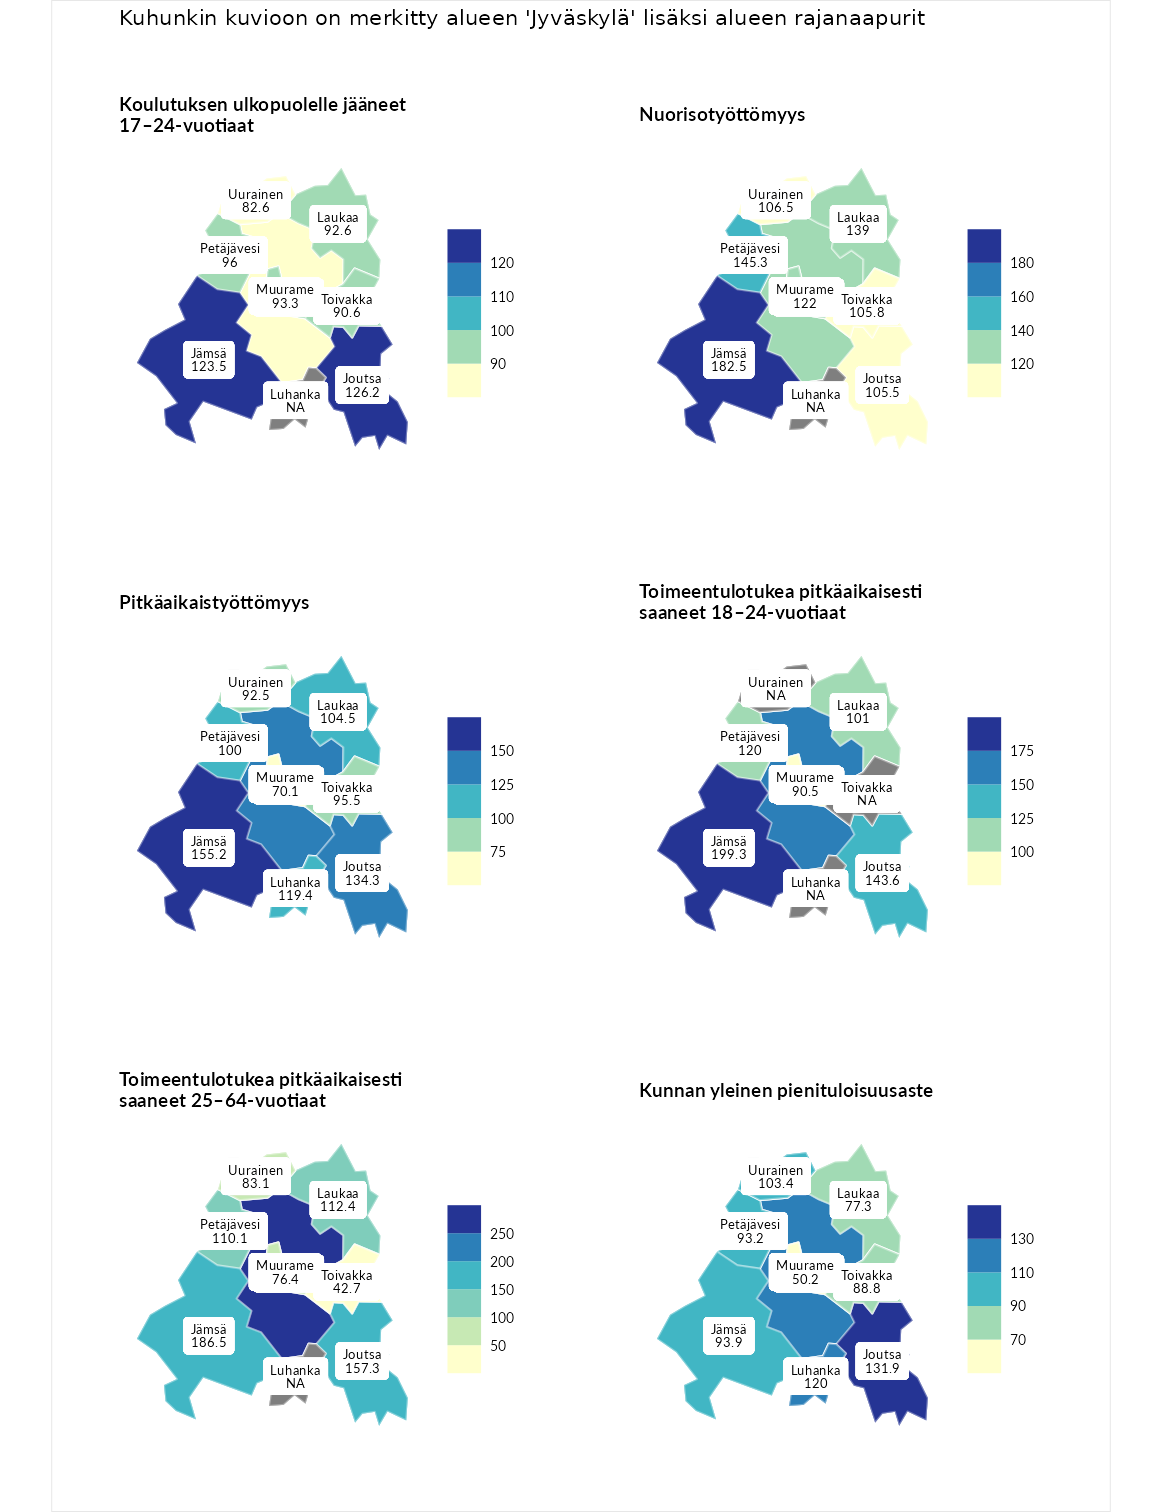 Kuhunkin kuvioon on merkitty alueen 'Jyväskylä' lisäksi alueen rajanaapurit
Koulutuksen ulkopuolelle jääneet
17–24-vuotiaat
Uurainen
82.6
Laukaa
92.6
Petäjävesi
96
Muurame
93.3
Toivakka
90.6
Jämsä
123.5
Joutsa
126.2
Luhanka
NA
120
110
100
90
Nuorisotyöttömyys
Uurainen
106.5
Laukaa
139
Petäjävesi
145.3
Muurame
122
Toivakka
105.8
Jämsä
182.5
Joutsa
105.5
Luhanka
NA
180
160
140
120
Pitkäaikaistyöttömyys
Uurainen
92.5
Laukaa
104.5
Petäjävesi
100
Muurame
70.1
Toivakka
95.5
Jämsä
155.2
Joutsa
134.3
Luhanka
119.4
150
125
100
75
Toimeentulotukea pitkäaikaisesti
saaneet 18–24-vuotiaat
Uurainen
NA
Laukaa
101
Petäjävesi
120
Muurame
90.5
Toivakka
NA
Jämsä
199.3
Joutsa
143.6
Luhanka
NA
175
150
125
100
Toimeentulotukea pitkäaikaisesti
saaneet 25–64-vuotiaat
Uurainen
83.1
Laukaa
112.4
Petäjävesi
110.1
Muurame
76.4
Toivakka
42.7
Jämsä
186.5
Joutsa
157.3
Luhanka
NA
250
200
150
100
50
Kunnan yleinen pienituloisuusaste
Uurainen
103.4
Laukaa
77.3
Petäjävesi
93.2
Muurame
50.2
Toivakka
88.8
Jämsä
93.9
Joutsa
131.9
Luhanka
120
130
110
90
70